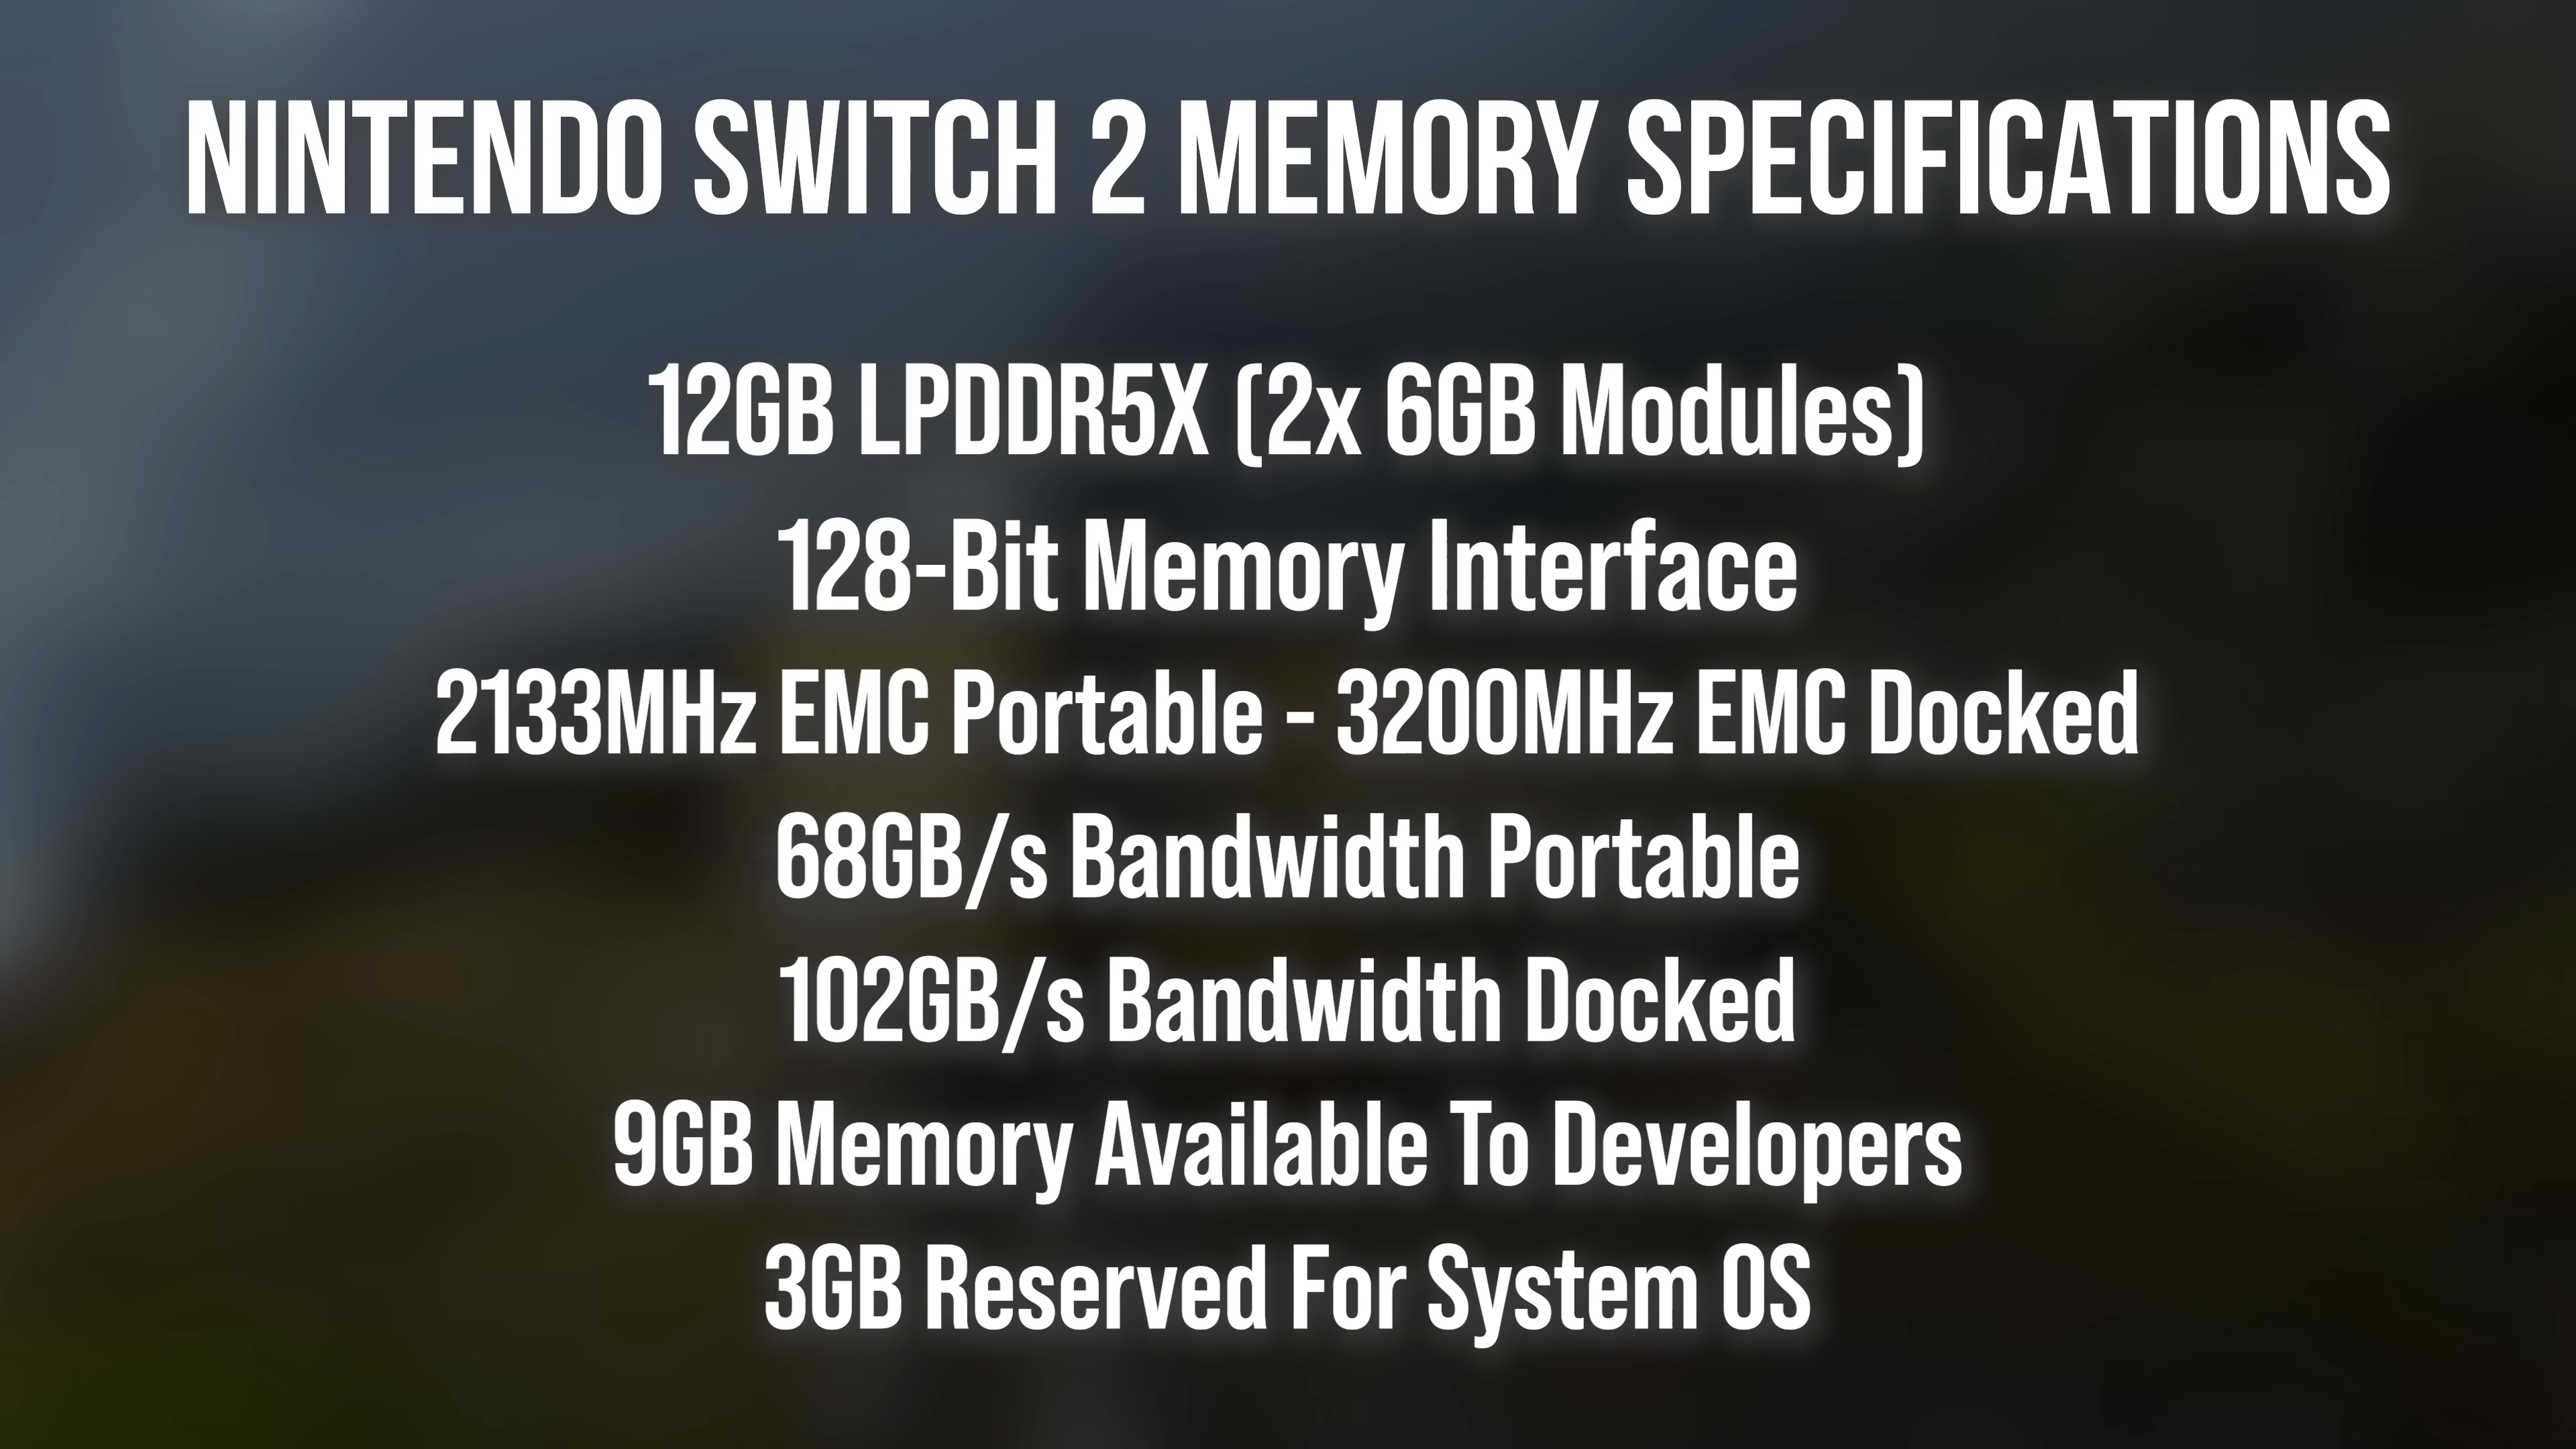 NINTENDO SWITCH 2 MEMORY SPECIFICATIONS
12GB LPDDR5X (2x 6GB Modules)
128-Bit Memory Interface
2133MHz EMC Portable - 3200MHz EMC Docked
68GB/s Bandwidth Portable
102GB/s Bandwidth Docked
9GB Memory Available To Developers
3GB Reserved For System OS